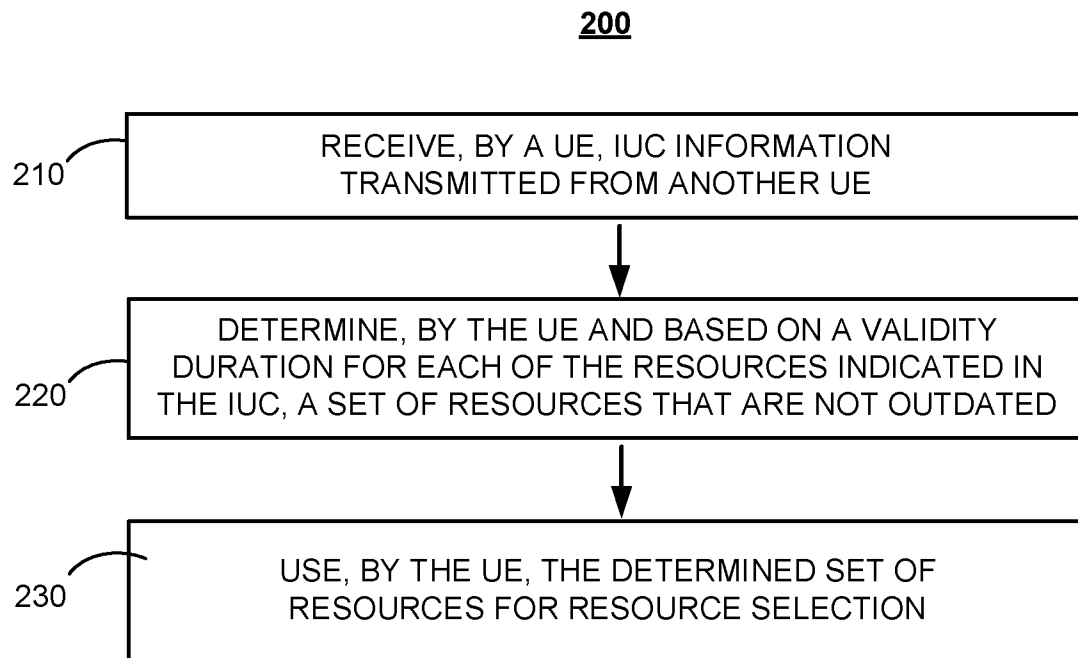 200
RECEIVE, BY A UE, IUC INFORMATION
TRANSMITTED FROM ANOTHER UE
210
DETERMINE, BY THE UE AND BASED ON A VALIDITY
DURATION FOR EACH OF THE RESOURCES INDICATED IN
THE IUC, A SET OF RESOURCES THAT ARE NOT OUTDATED
220
USE, BY THE UE, THE DETERMINED SET OF
RESOURCES FOR RESOURCE SELECTION
230